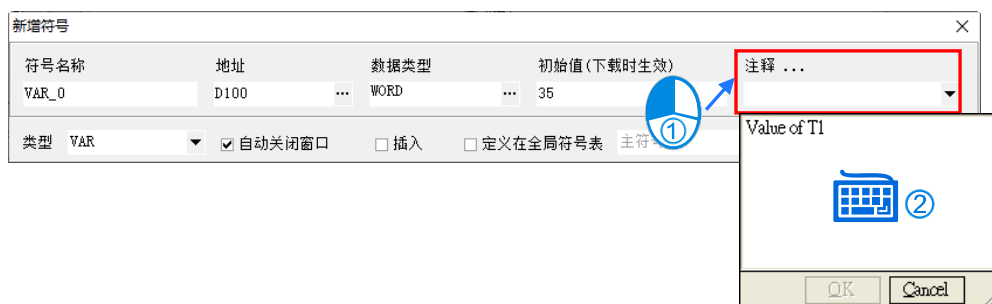 新增符号
符号名称 地址 数据类型 初始值(下载时生效) 注释 ...
VAR_0 D100 ... WORD ... 35
①
类型 VAR 自动关闭窗口 插入 定义在全局符号表 主符
Value of T1
②
OK Cancel